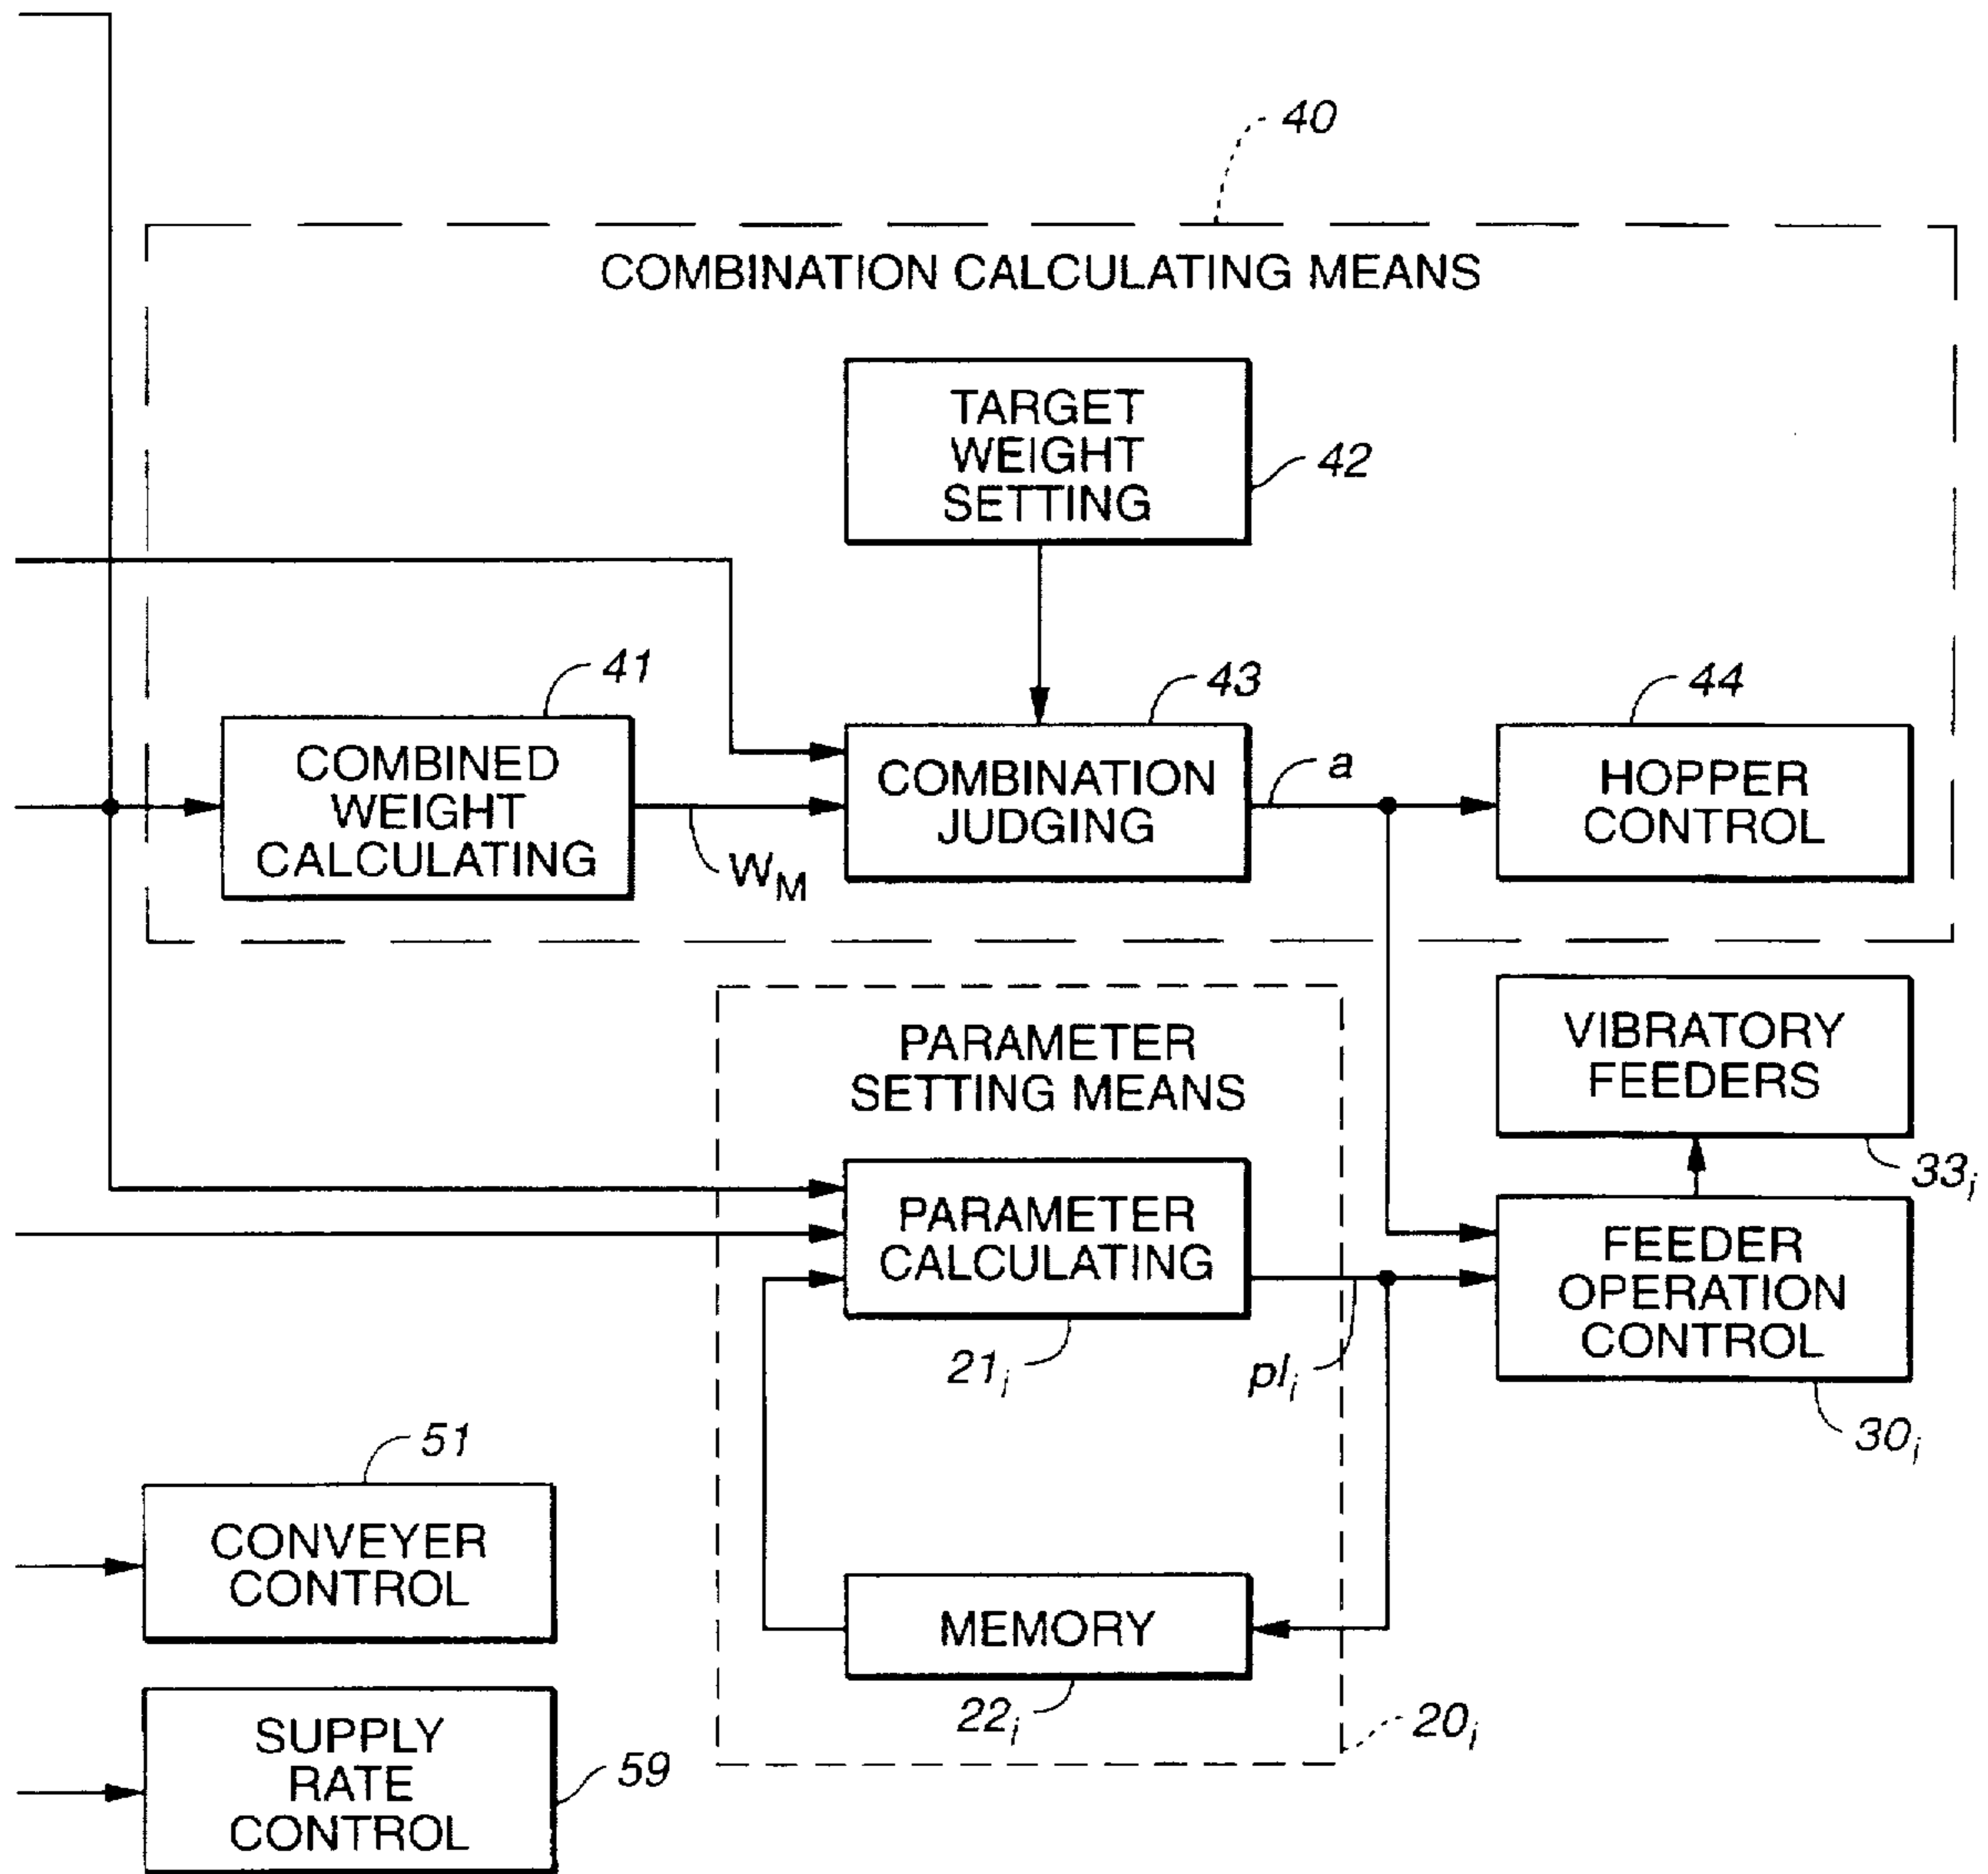 40
COMBINATION CALCULATING MEANS
TARGET
WEIGHT
SETTING
42
41
COMBINED
WEIGHT
CALCULATING
W_M
43
COMBINATION
JUDGING
a
44
HOPPER
CONTROL
PARAMETER
SETTING MEANS
VIBRATORY
FEEDERS
33_i
PARAMETER
CALCULATING
21_i
pl_i
FEEDER
OPERATION
CONTROL
30_i
51
CONVEYER
CONTROL
MEMORY
22_i
20_i
SUPPLY
RATE
CONTROL
59